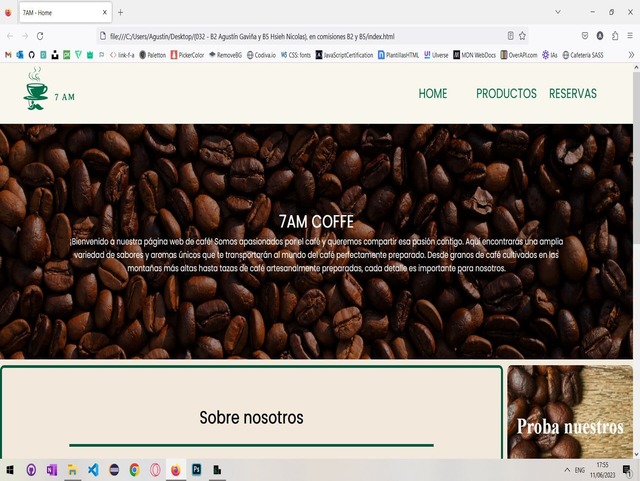 7AM - Home
file:///C:/Users/Agustin/Desktop/(032 - B2 Agustin Gaviña y B5 Hsieh Nicolas), en comisiones B2 y B5/index.html
link-f-a Paletton PickerColor RemoveBG Codiva.io CSS: fonts JavaScriptCertification PlantillasHTML UIverse MDN WebDocs OverAPI.com IAs Cafetería SASS
7 AM
HOME PRODUCTOS RESERVAS
7AM COFFE
¡Bienvenido a nuestra página web de café! Somos apasionados por el café y queremos compartir esa pasión contigo. Aquí encontrarás una amplia
variedad de sabores y aromas únicos que te transportarán al mundo del café perfectamente preparado. Desde granos de café cultivados en las
montañas más altas hasta tazas de café artesanalmente preparadas, cada detalle es importante para nosotros.
Sobre nosotros
Proba nuestros
ENG
17:55
11/06/2023